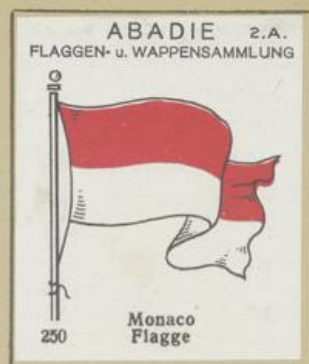 ABADIE 2.A.
FLAGGEN- u. WAPPENSAMMLUNG
250
Monaco
Flagge